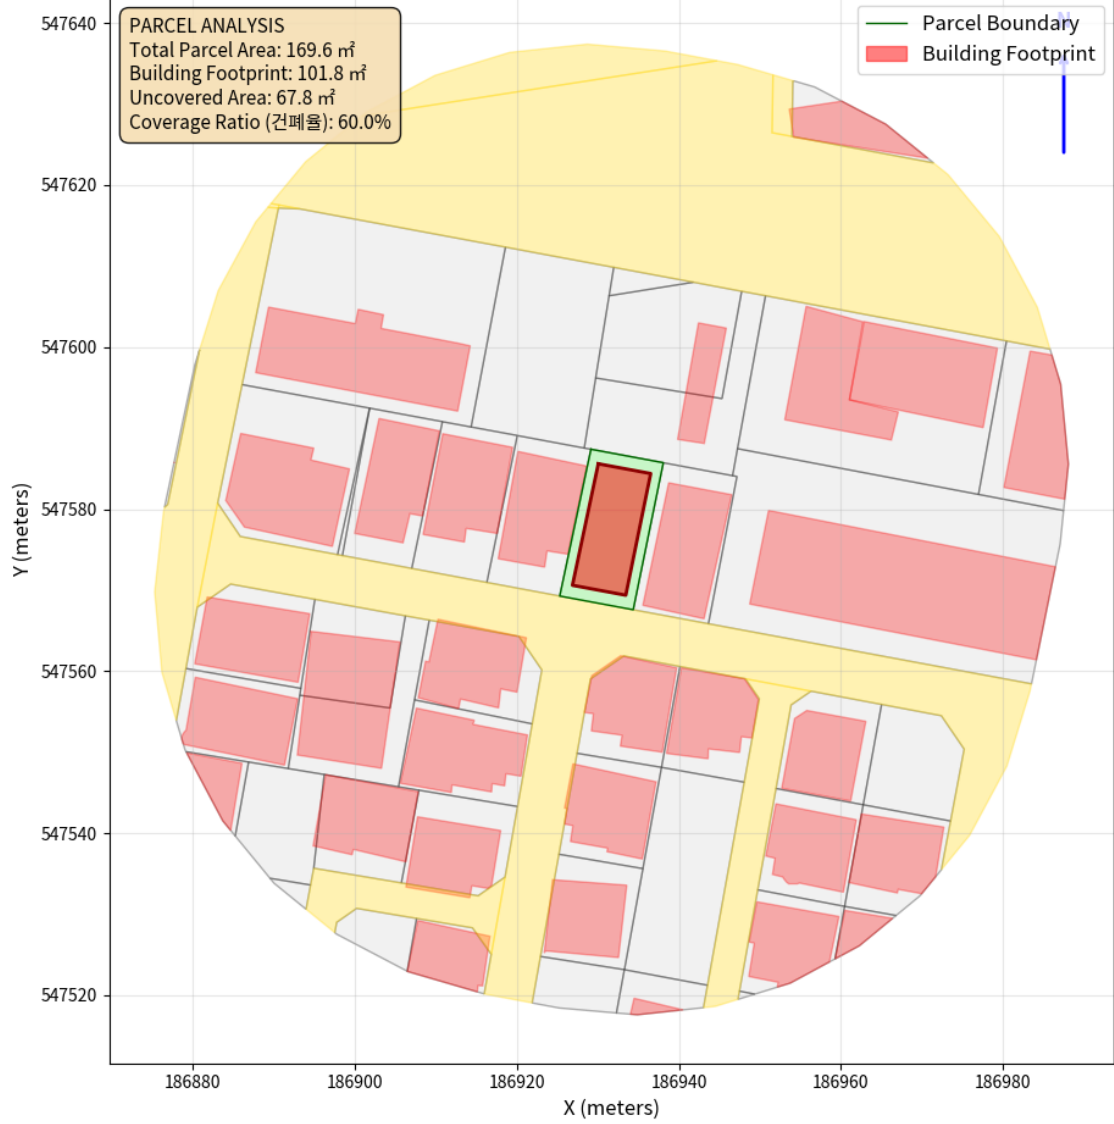 547640
547620
547600
547580
547560
547540
547520
186880 186900 186920 186940 186960 186980
X (meters)
Y (meters)
PARCEL ANALYSIS
Total Parcel Area: 169.6 ㎡
Building Footprint: 101.8 ㎡
Uncovered Area: 67.8 ㎡
Coverage Ratio (건폐율): 60.0%
Parcel Boundary
Building Footprint
N